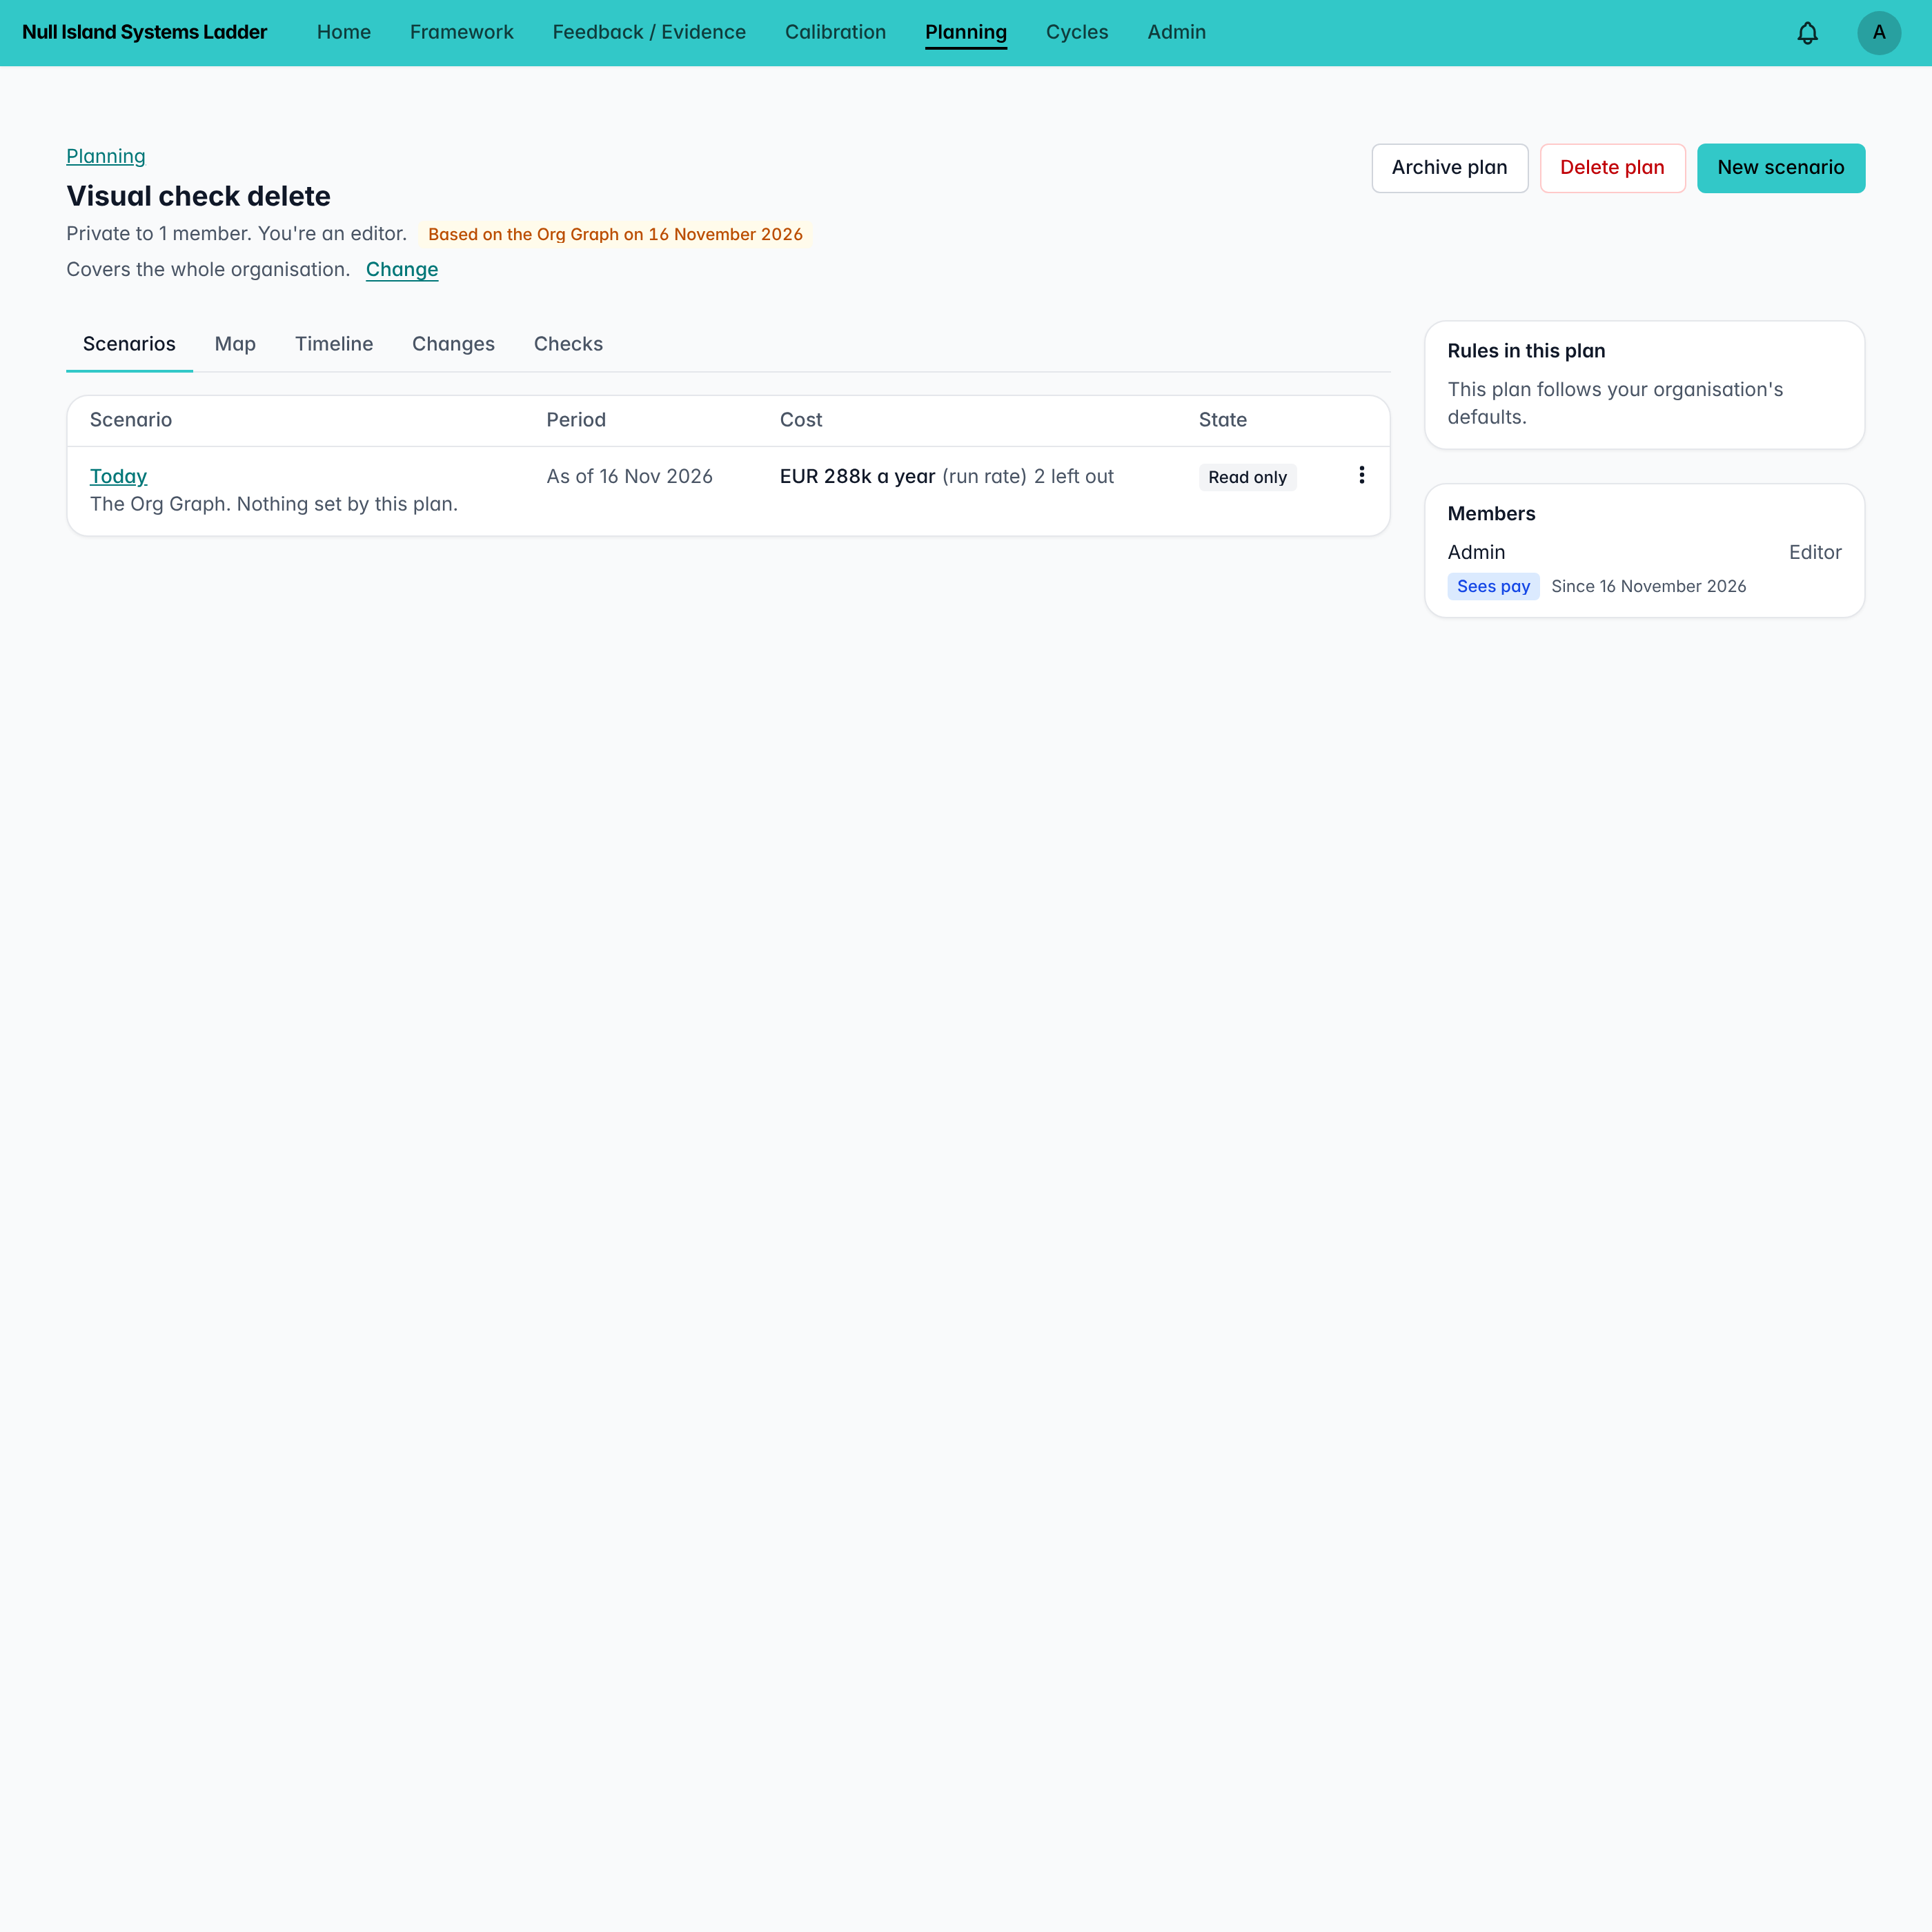 Null Island Systems Ladder Home Framework Feedback / Evidence Calibration Planning Cycles Admin A
Planning
Archive plan Delete plan New scenario
Visual check delete
Private to 1 member. You're an editor. Based on the Org Graph on 16 November 2026
Covers the whole organisation. Change
Scenarios Map Timeline Changes Checks
Scenario Period Cost State
Today As of 16 Nov 2026 EUR 288k a year (run rate) 2 left out Read only
The Org Graph. Nothing set by this plan.
Rules in this plan
This plan follows your organisation's
defaults.
Members
Admin Editor
Sees pay Since 16 November 2026